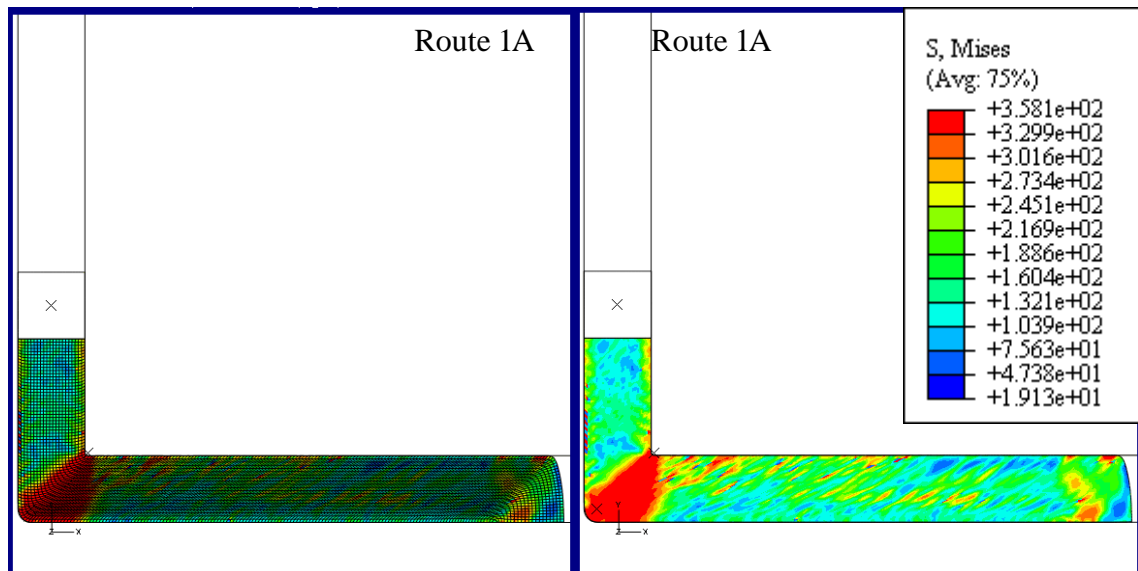 Route 1A
Route 1A
S, Mises
(Avg: 75%)
+3.581e+02
+3.299e+02
+3.016e+02
+2.734e+02
+2.451e+02
+2.169e+02
+1.886e+02
+1.604e+02
+1.321e+02
+1.039e+02
+7.563e+01
+4.738e+01
+1.913e+01
z x
Y
z x